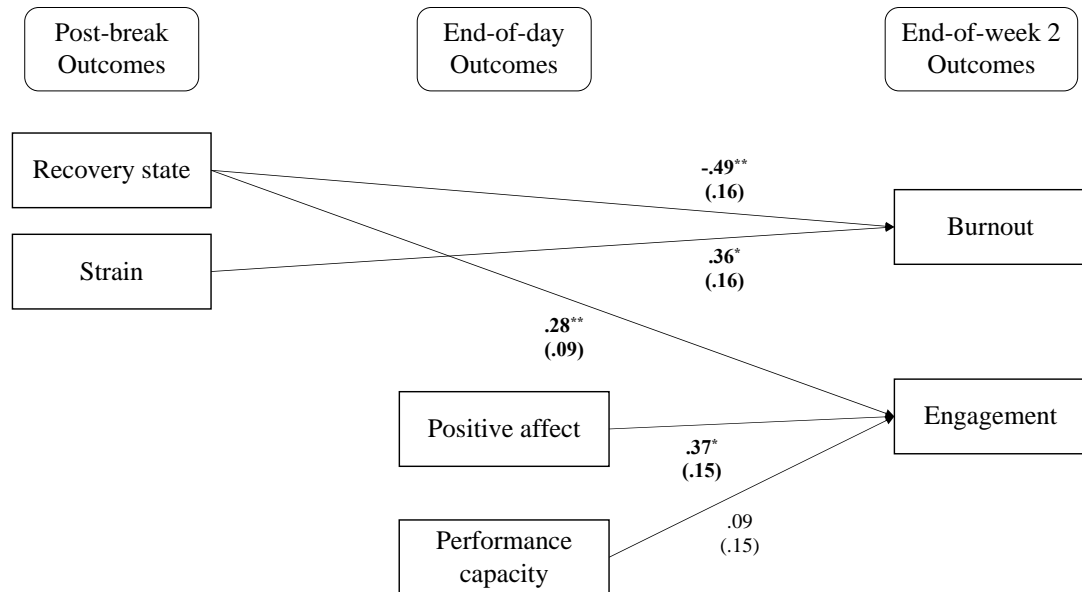 Post-break
Outcomes
End-of-day
Outcomes
End-of-week 2
Outcomes
Recovery state
-.49**
(.16)
Burnout
Strain
.36*
(.16)
.28**
(.09)
Positive affect
.37*
(.15)
Engagement
.09
(.15)
Performance
capacity